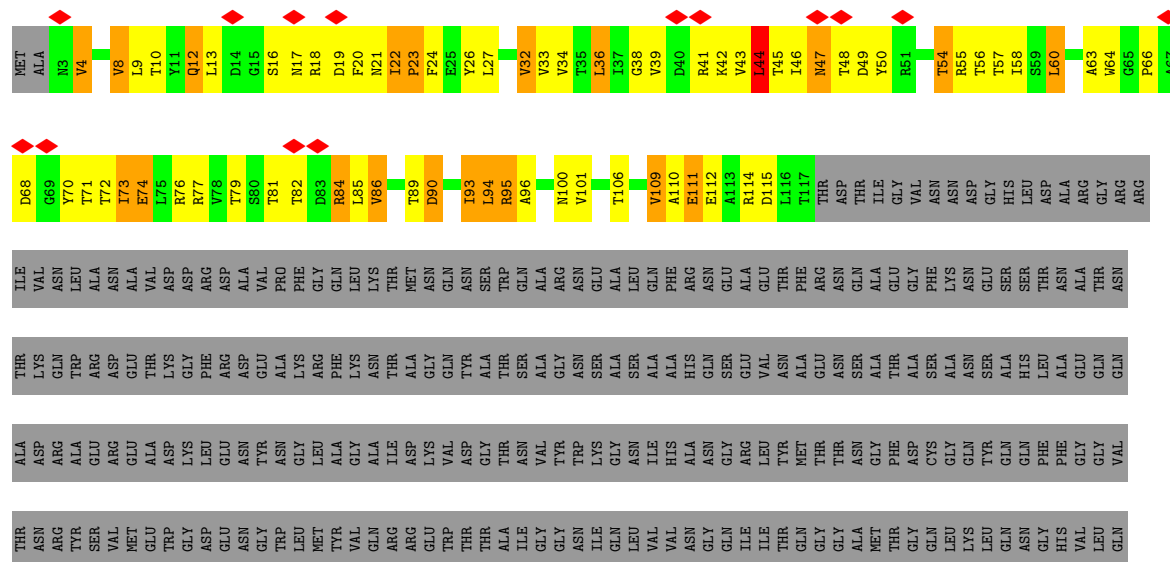 MET ALA N3 V4 V8 L9 T10 Y11 Q12 L13 D14 G15 S16 N17 R18 D19 F20 N21 I22 P23 F24 E25 Y26 L27 V32 V33 V34 T35 L36 I37 G38 V39 D40 R41 K42 V43 L44 T45 I46 N47 T48 D49 Y50 R51 T54 R55 T56 T57 I58 S59 L60 A63 W64 G65 P66 A67
D68 G69 Y70 T71 T72 I73 E74 L75 R76 R77 V78 T79 S80 T81 T82 D83 R84 L85 V86 T89 D90 I93 L94 R95 A96 N100 V101 T106 V109 A110 E111 E112 A113 R114 D115 L116 T117 THR ASP THR ILE GLY VAL ASN ASN ASP GLY HIS LEU ASP ALA ARG GLY ARG ARG
ILE VAL ASN LEU ALA ASN ALA VAL ASP ASP ARG ASP ALA VAL PRO PHE GLY GLN LEU LYS THR MET ASN GLN ASN SER TRP GLN ALA ARG ASN GLU ALA LEU GLN PHE ARG ASN GLU ALA GLU THR PHE ARG ASN GLN ALA GLU GLY PHE LYS ASN GLU SER SER THR ASN ALA THR ASN
THR LYS GLN TRP ARG ASP GLU THR LYS GLY PHE ARG ASP GLU ALA LYS ARG PHE LYS ASN THR ALA GLY GLN TYR ALA THR SER ALA GLY ASN SER ALA SER ALA ALA HIS GLN SER GLU VAL ASN ALA GLU ASN SER ALA THR ALA SER ALA ASN SER ALA HIS LEU ALA GLU GLN GLN
ALA ASP ARG ALA GLU ARG GLU ALA ASP LYS LEU GLU ASN TYR ASN GLY LEU ALA GLY ALA ILE ASP LYS VAL ASP GLY THR ASN VAL TYR TRP LYS GLY ASN ILE HIS ALA ASN GLY ARG LEU TYR MET THR THR ASN GLY PHE ASP CYS GLY GLN TYR GLN GLN PHE PHE GLY GLY VAL
THR ASN ARG TYR SER VAL MET GLU TRP GLY ASP GLU ASN GLY TRP LEU MET TYR VAL GLN ARG ARG GLU TRP THR THR ALA ILE GLY GLY ASN ILE GLN LEU VAL VAL ASN GLY GLN ILE ILE THR GLN GLY GLY ALA MET THR GLY GLN LEU LYS LEU GLN ASN GLY HIS VAL LEU GLN